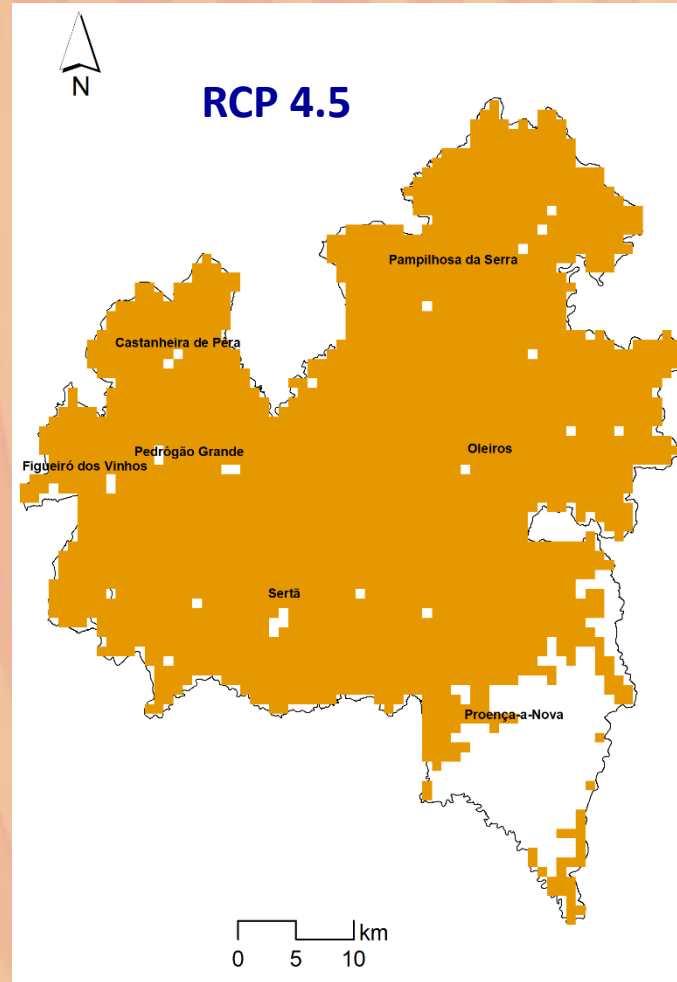 N
RCP 4.5
Pampilhosa da Serra
Castanheira de Pêra
Pedrógão Grande
Oleiros
Figueiró dos Vinhos
Sertã
Proença-a-Nova
km
0 5 10